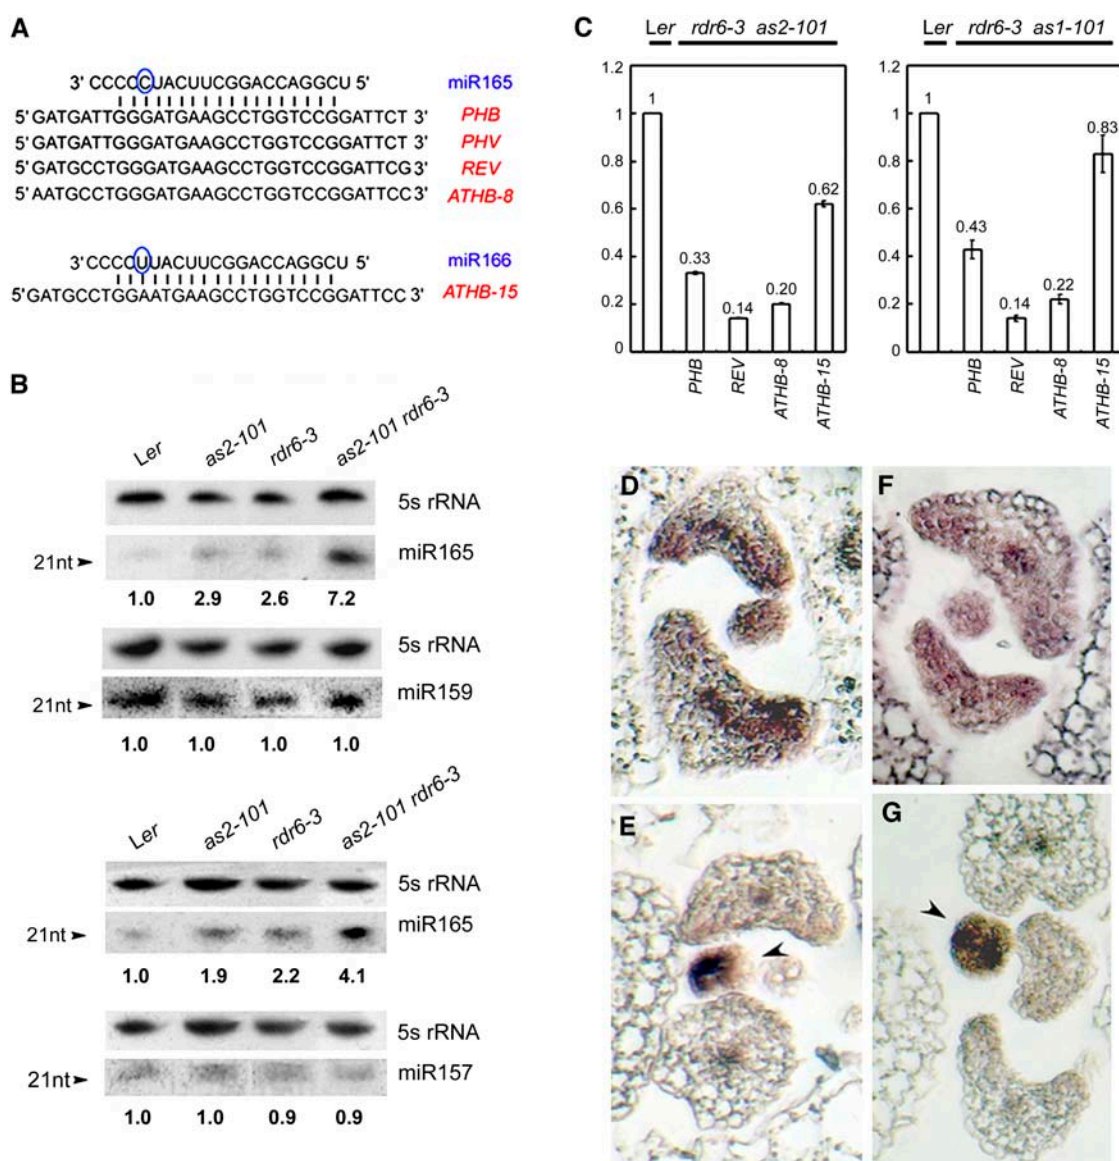 A
3' CCCCCUACUUCGGACCAGGCU 5' miR165
5' GATGATTGGGATGAAGCCTGGTCCGGATTCT 3' PHB
5' GATGATTGGGATGAAGCCTGGTCCGGATTCT 3' PHV
5' GATGCCTGGGATGAAGCCTGGTCCGGATTCG 3' REV
5' AATGCCTGGGATGAAGCCTGGTCCGGATTCC 3' ATHB-8
3' CCCCUUACUUCGGACCAGGCU 5' miR166
5' GATGCCTGGAATGAAGCCTGGTCCGGATTCC 3' ATHB-15
B
Ler as2-101 rdr6-3 as2-101 rdr6-3
5s rRNA
21nt miR165
1.0 2.9 2.6 7.2
5s rRNA
21nt miR159
1.0 1.0 1.0 1.0
Ler as2-101 rdr6-3 as2-101 rdr6-3
5s rRNA
21nt miR165
1.0 1.9 2.2 4.1
5s rRNA
21nt miR157
1.0 1.0 0.9 0.9
C
Ler rdr6-3 as2-101
1.2
1
0.8
0.6
0.4
0.2
0
1
0.33
0.14
0.20
0.62
PHB
REV
ATHB-8
ATHB-15
Ler rdr6-3 as1-101
1.2
1
0.8
0.6
0.4
0.2
0
1
0.43
0.14
0.22
0.83
PHB
REV
ATHB-8
ATHB-15
D
F
E
G